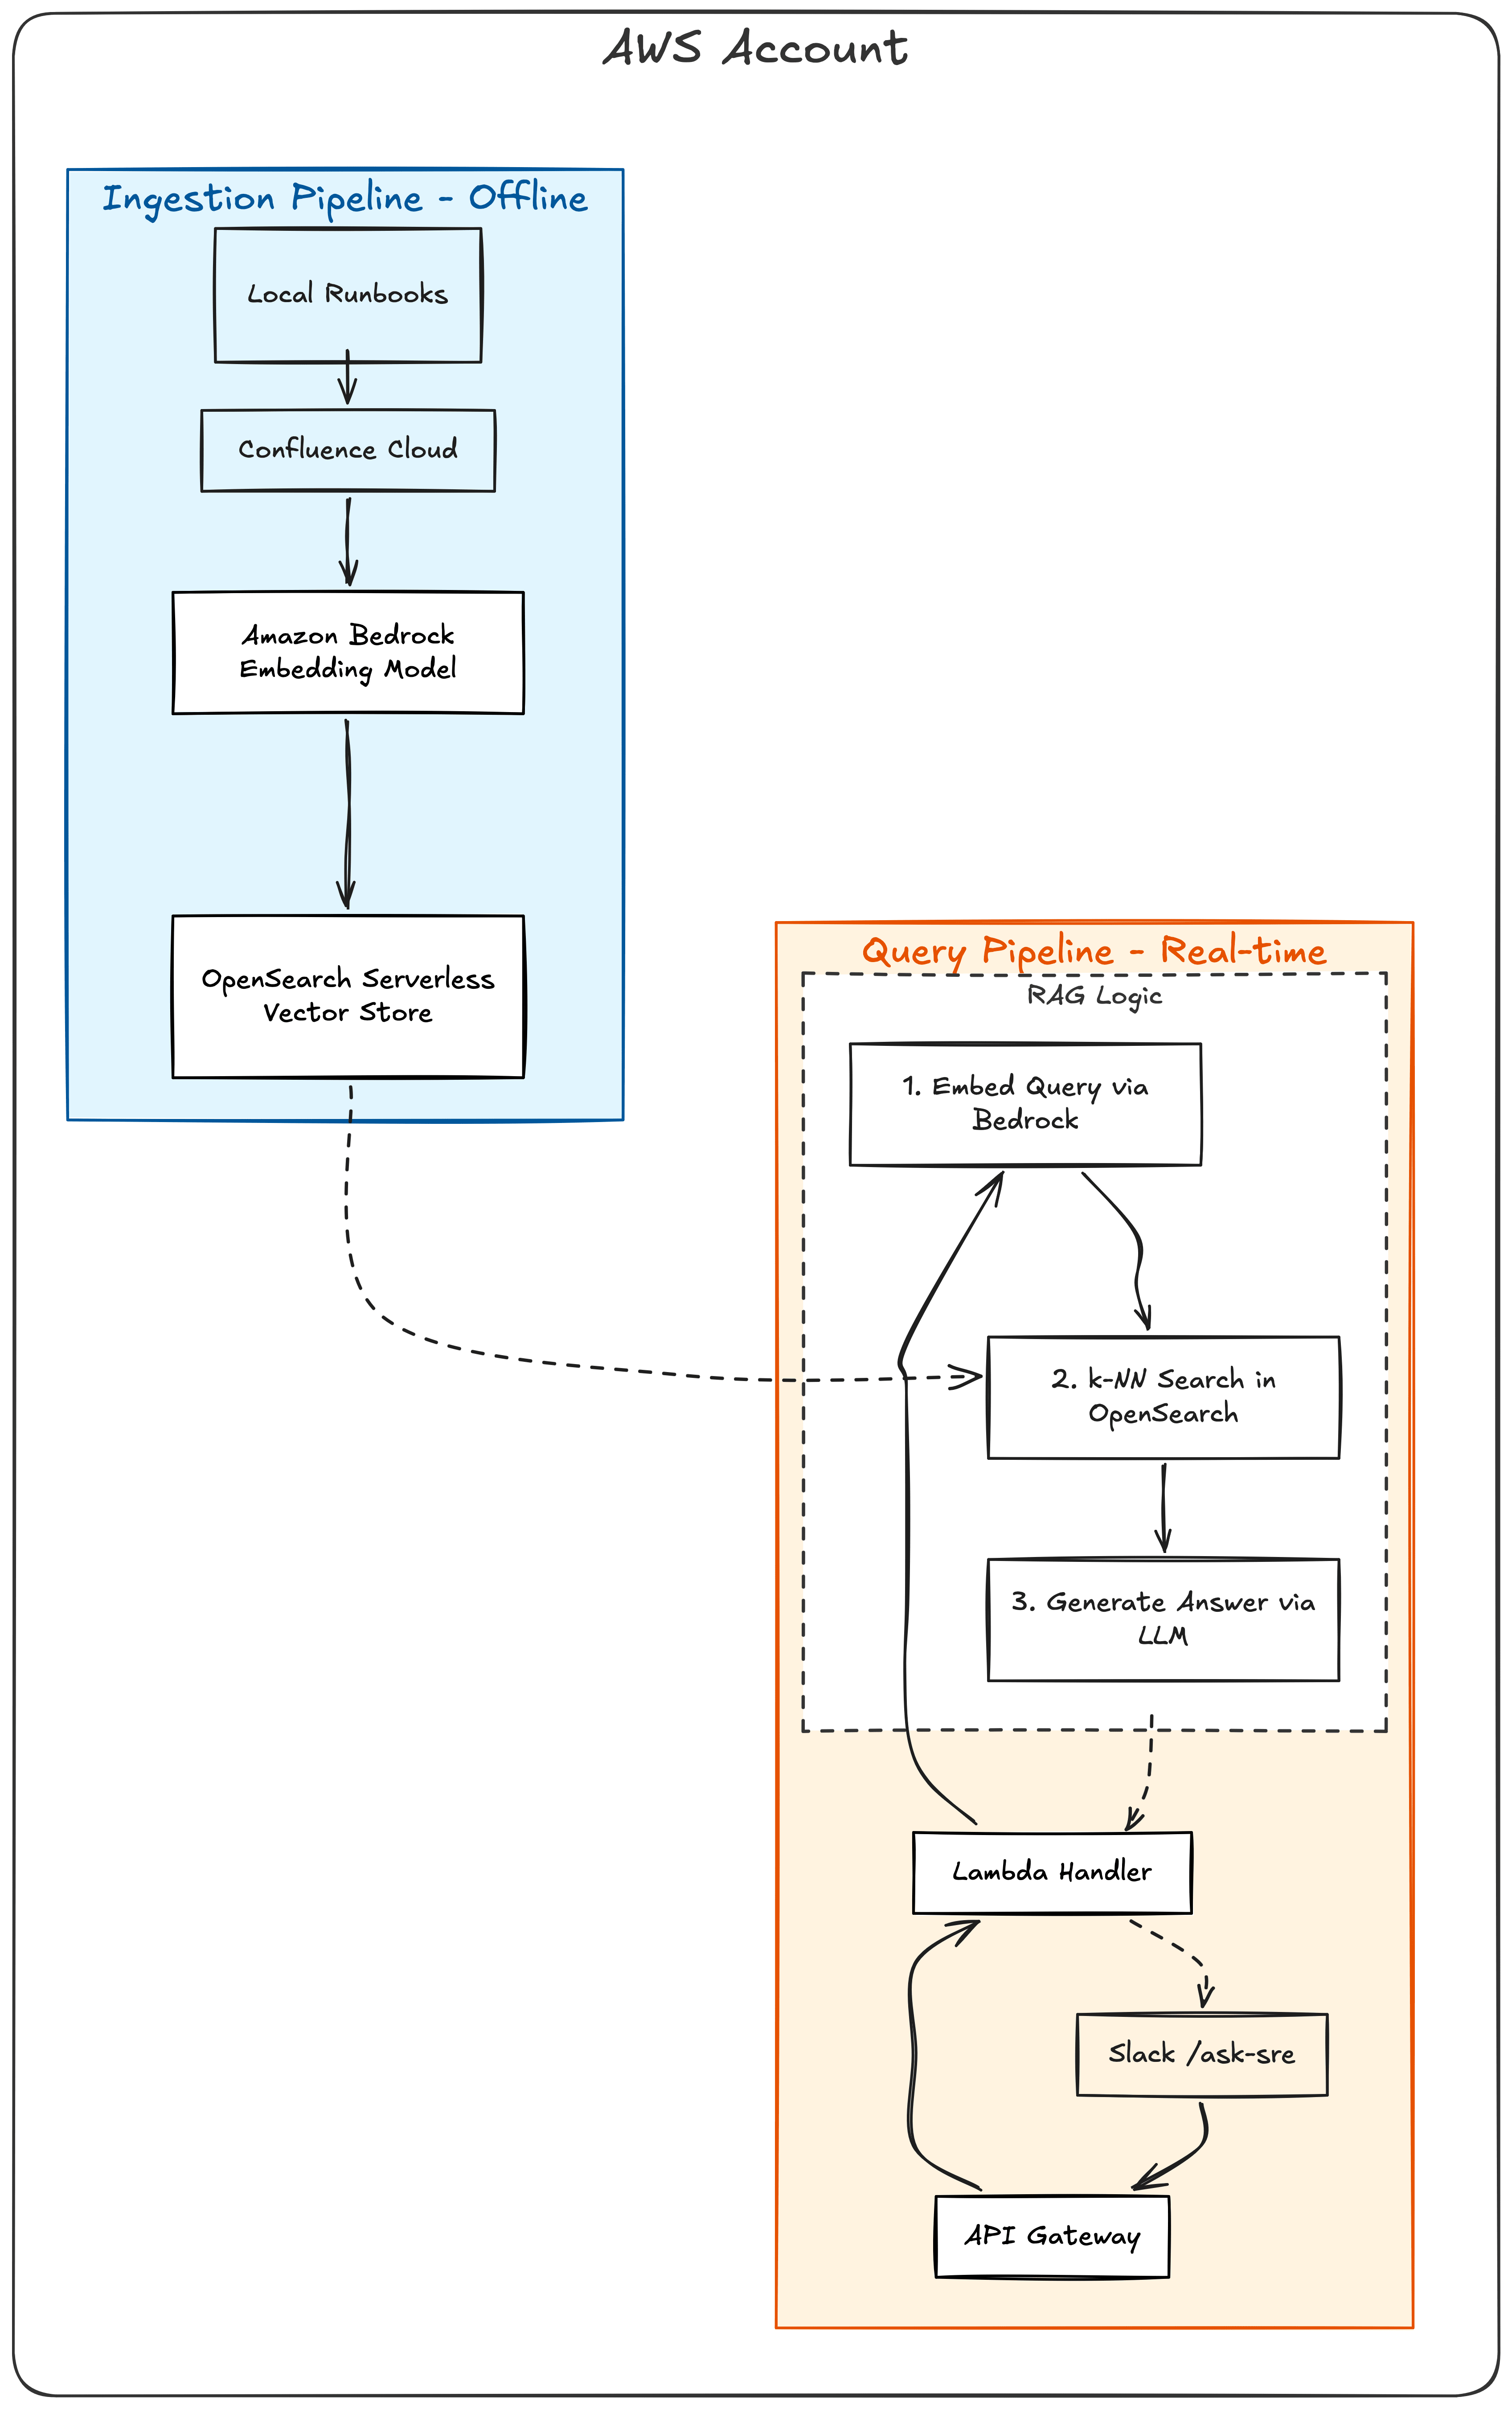 AWS Account
Ingestion Pipeline - Offline
Local Runbooks
Confluence Cloud
Amazon Bedrock
Embedding Model
OpenSearch Serverless
Vector Store
Query Pipeline - Real-time
RAG Logic
1. Embed Query via
Bedrock
2. k-NN Search in
OpenSearch
3. Generate Answer via
LLM
Lambda Handler
Slack /ask-sre
API Gateway